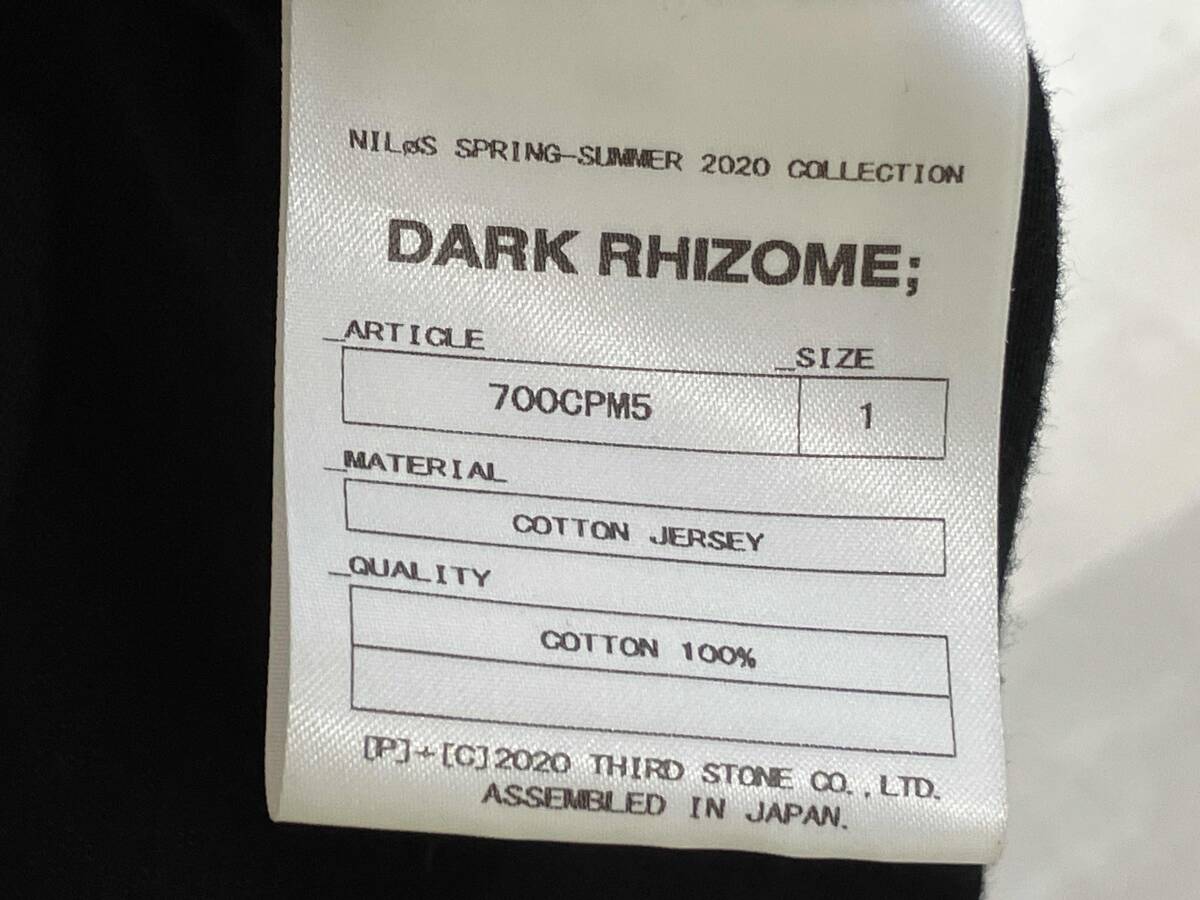 NILøS SPRING-SUMMER 2020 COLLECTION
DARK RHIZOME;
_ARTICLE
_SIZE
700CPM5
1
_MATERIAL
COTTON JERSEY
_QUALITY
COTTON 100%
[P]+[C]2020 THIRD STONE CO.,LTD.
ASSEMBLED IN JAPAN.